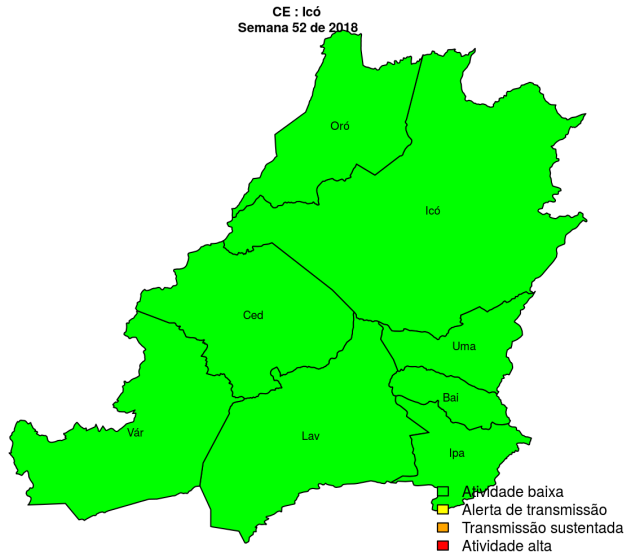 CE : Icó
Semana 52 de 2018
Oró
Icó
Ced
Uma
Bai
Vár
Lav
Ipa
Atividade baixa
Alerta de transmissão
Transmissão sustentada
Atividade alta